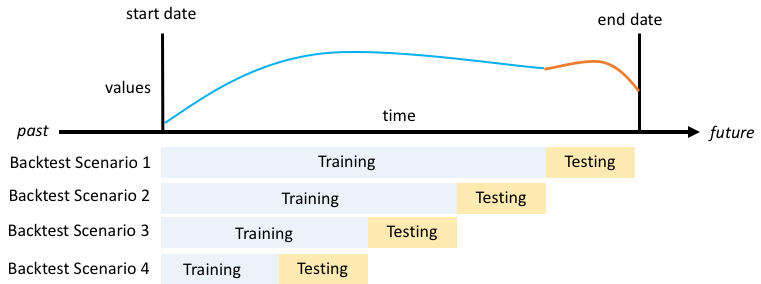 start date
end date
values
time
past
future
Backtest Scenario 1 Training Testing
Backtest Scenario 2 Training Testing
Backtest Scenario 3 Training Testing
Backtest Scenario 4 Training Testing